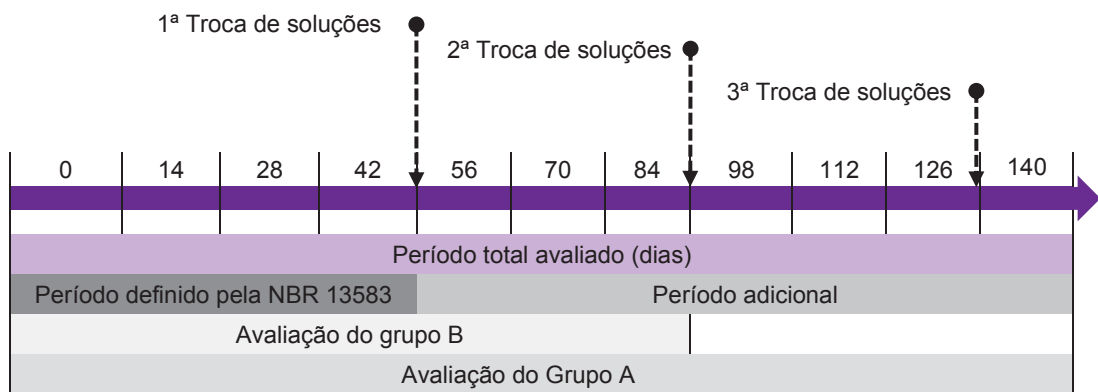 1ª Troca de soluções
2ª Troca de soluções
3ª Troca de soluções
0 14 28 42 56 70 84 98 112 126 140
Período total avaliado (dias)
Período definido pela NBR 13583 Período adicional
Avaliação do grupo B
Avaliação do Grupo A